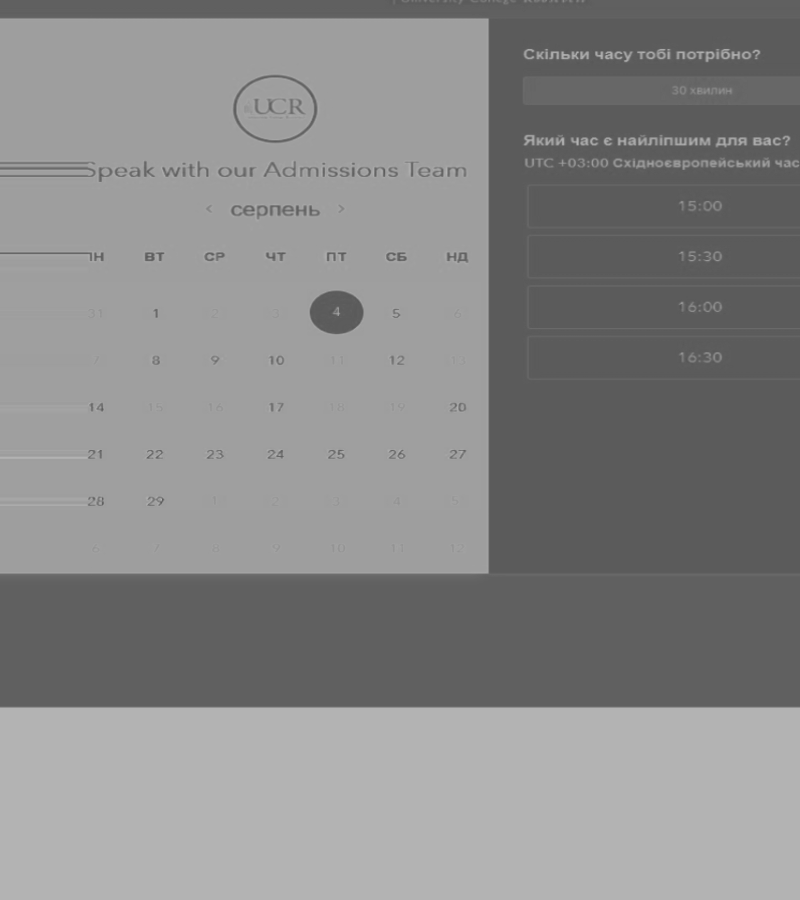 UCR
Speak with our Admissions Team
‹ серпень ›
ПН ВТ СР ЧТ ПТ СБ НД
31 1 2 3 4 5 6
7 8 9 10 11 12 13
14 15 16 17 18 19 20
21 22 23 24 25 26 27
28 29 1 2 3 4 5
6 7 8 9 10 11 12
Скільки часу тобі потрібно?
30 хвилин
Який час є найліпшим для вас?
UTC +03:00 Східноєвропейський час
15:00
15:30
16:00
16:30